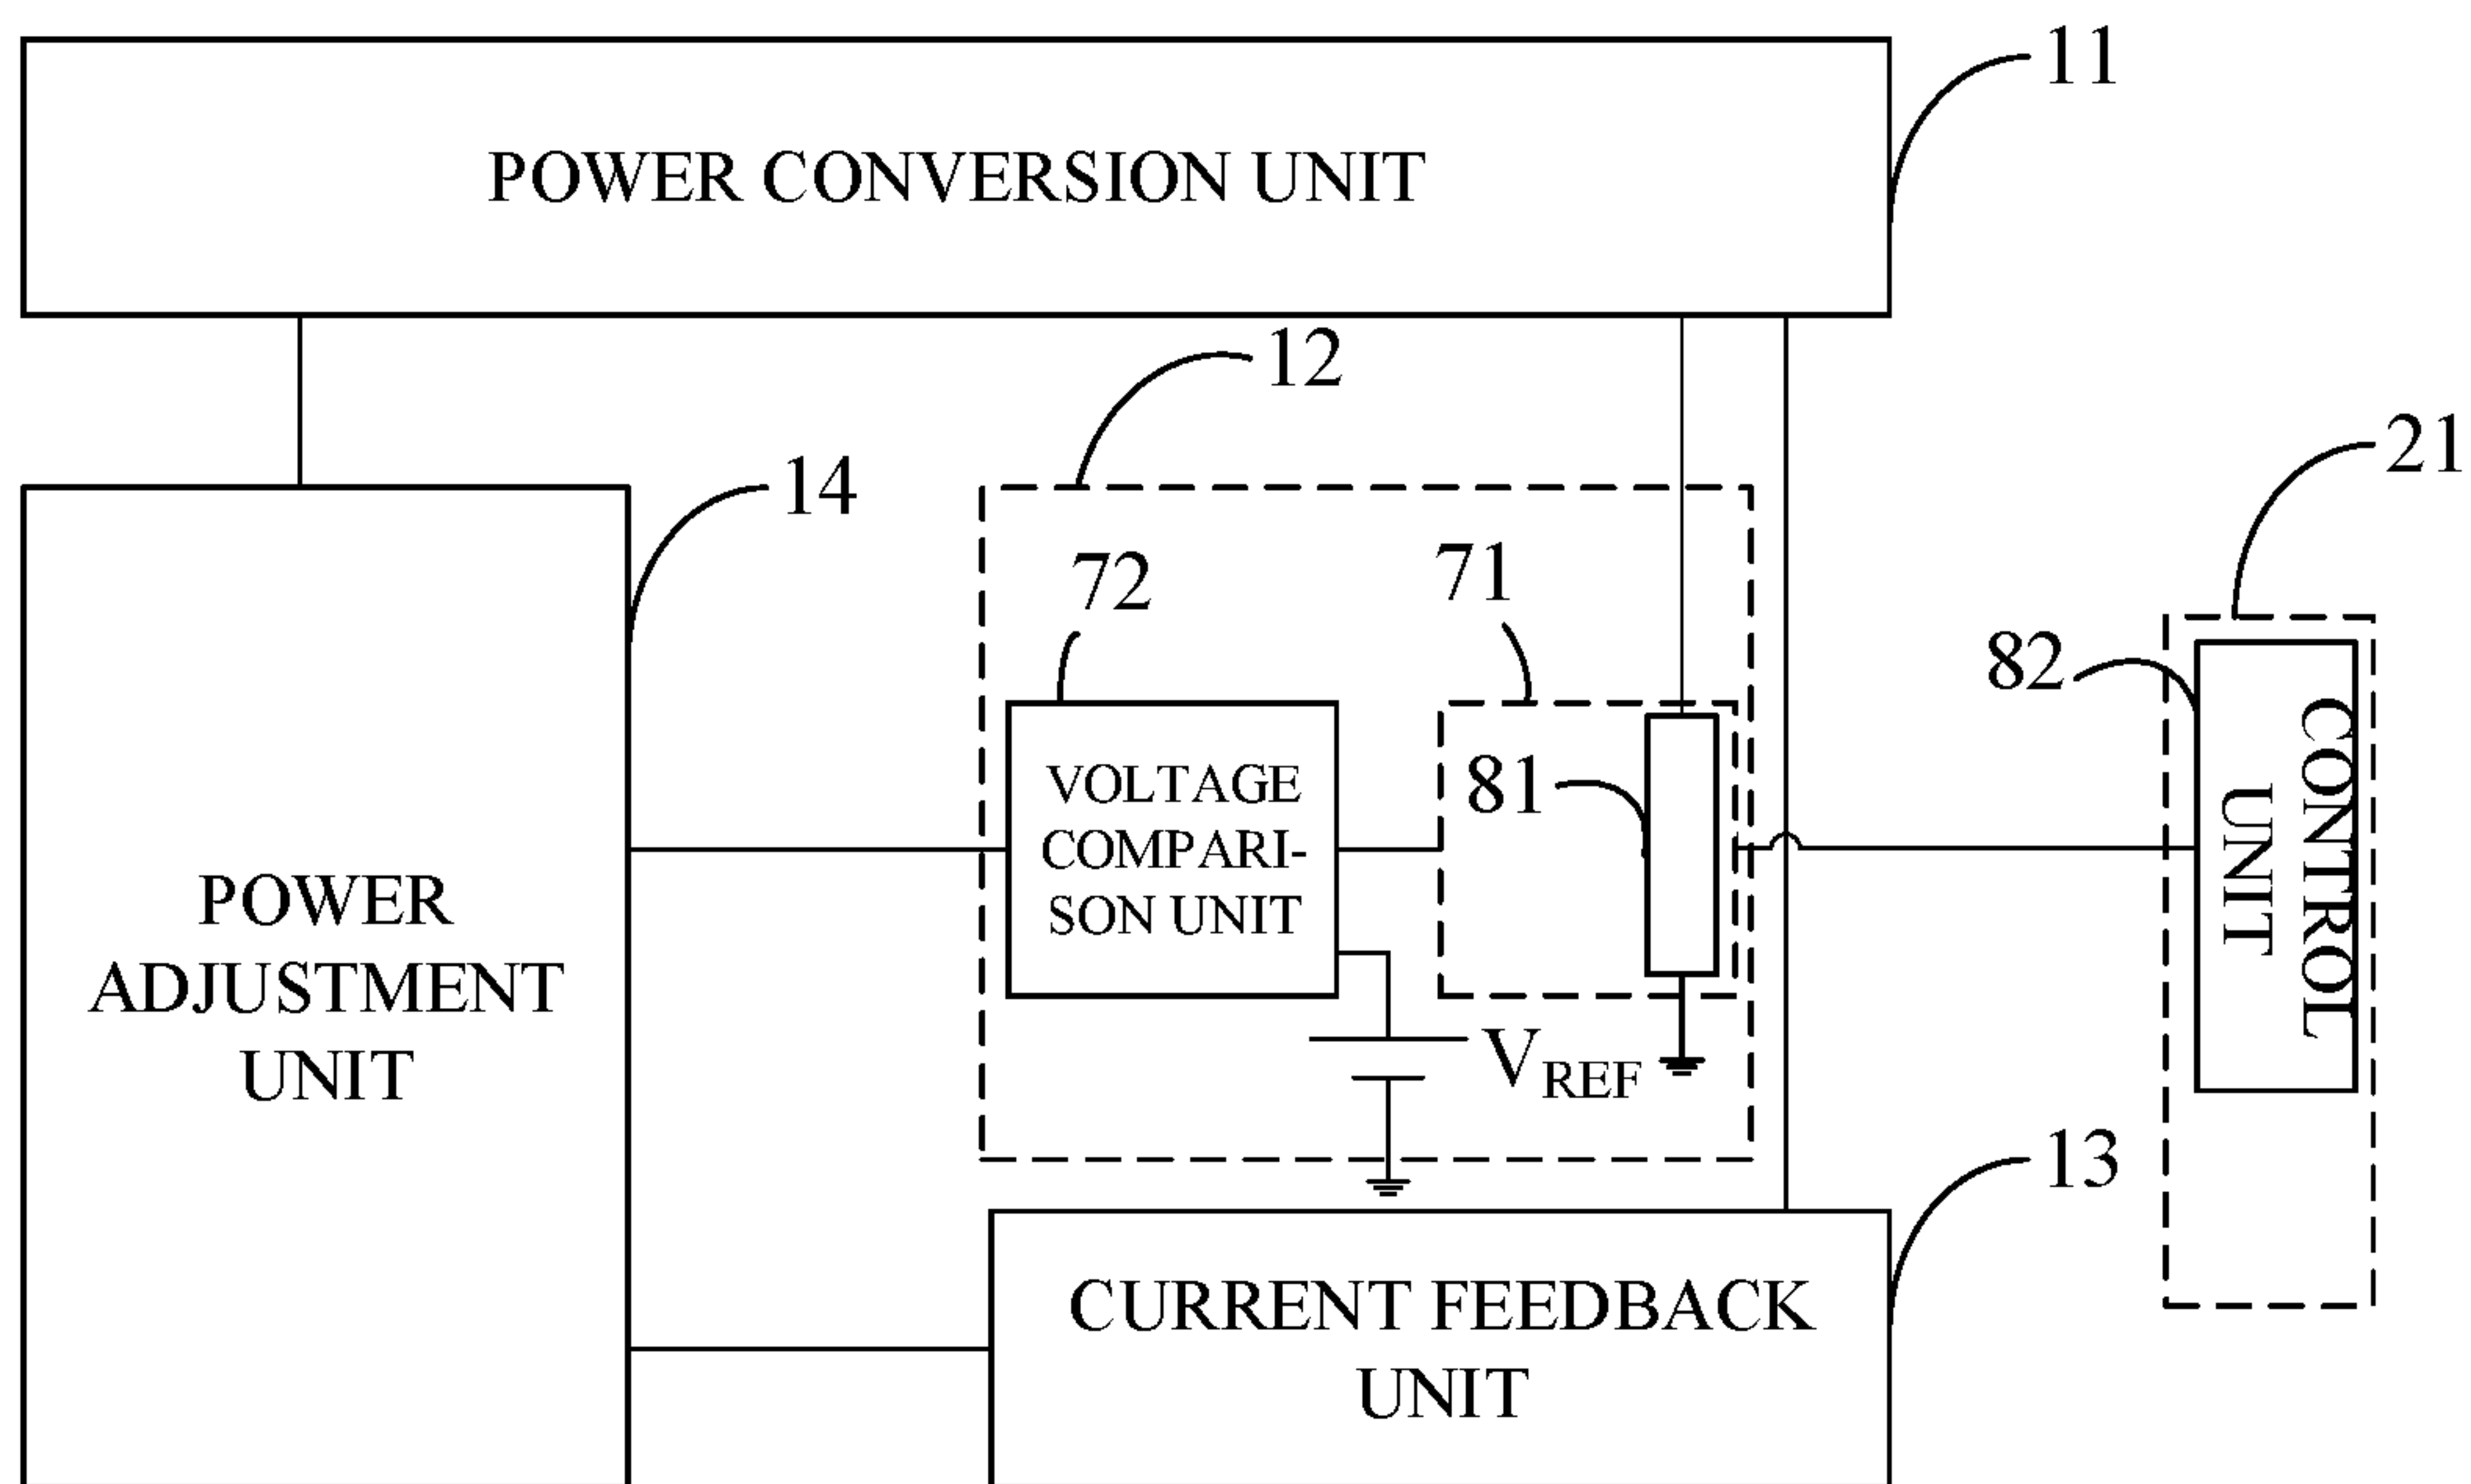 11
POWER CONVERSION UNIT
12
14
21
72
71
82
VOLTAGE
COMPARI-
SON UNIT
81
CONTROL
UNIT
POWER
ADJUSTMENT
UNIT
VREF
13
CURRENT FEEDBACK
UNIT